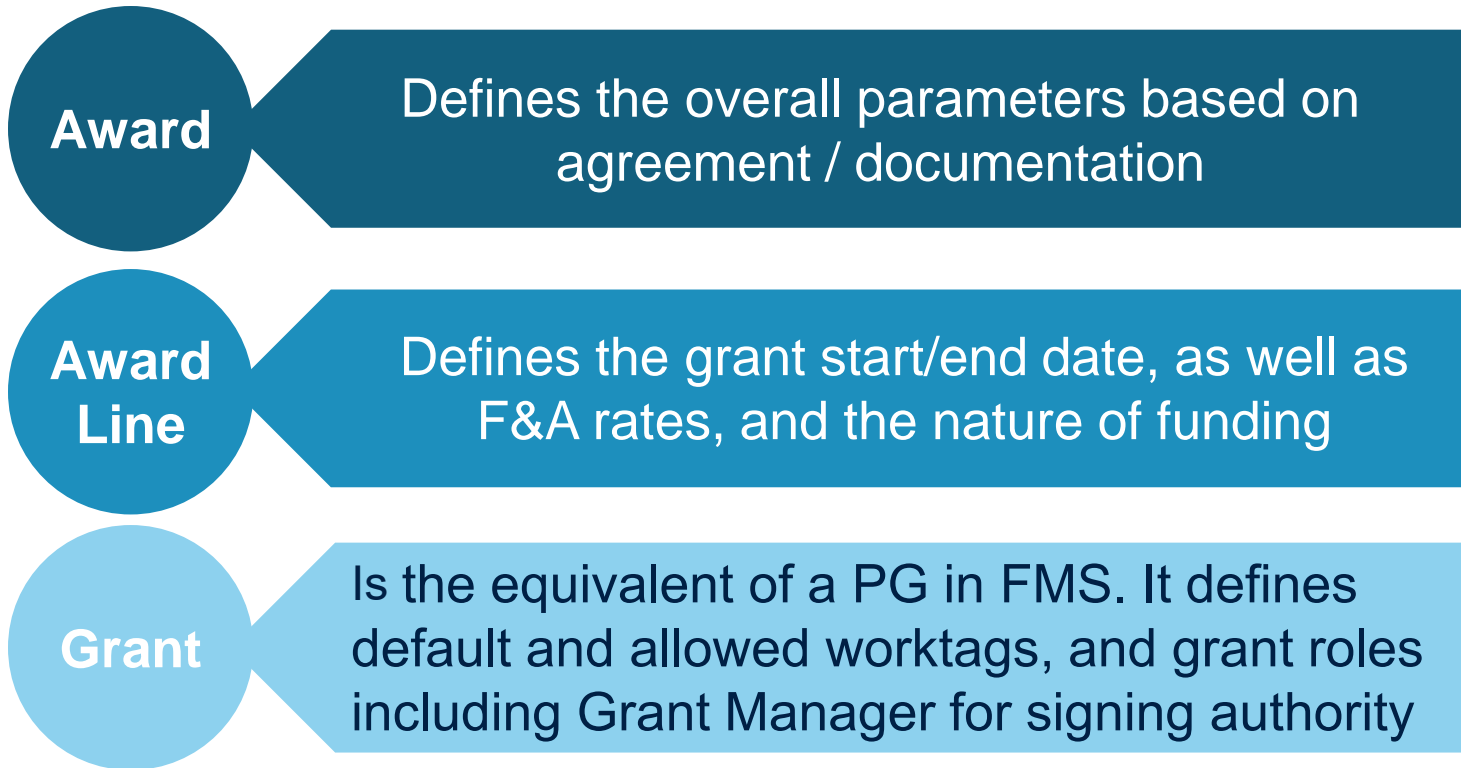 Award
Defines the overall parameters based on
agreement / documentation
Award
Line
Defines the grant start/end date, as well as
F&A rates, and the nature of funding
Grant
Is the equivalent of a PG in FMS. It defines
default and allowed worktags, and grant roles
including Grant Manager for signing authority